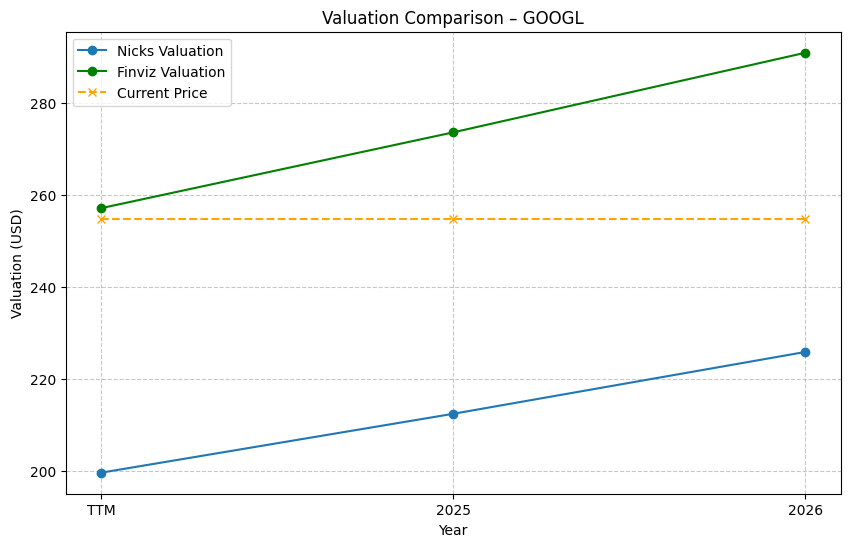 Valuation Comparison – GOOGL
Nicks Valuation
Finviz Valuation
Current Price
Valuation (USD)
280
260
240
220
200
TTM
2025
2026
Year